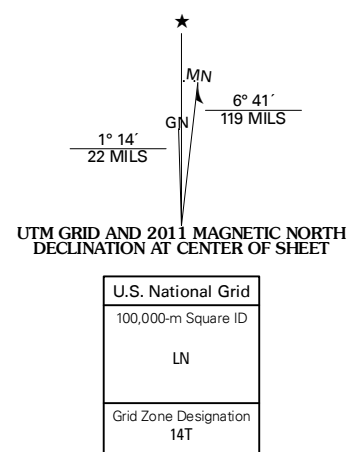 ★
MN
GN
6° 41´
119 MILS
1° 14´
22 MILS
UTM GRID AND 2011 MAGNETIC NORTH
DECLINATION AT CENTER OF SHEET
U.S. National Grid
100,000-m Square ID
LN
Grid Zone Designation
14T